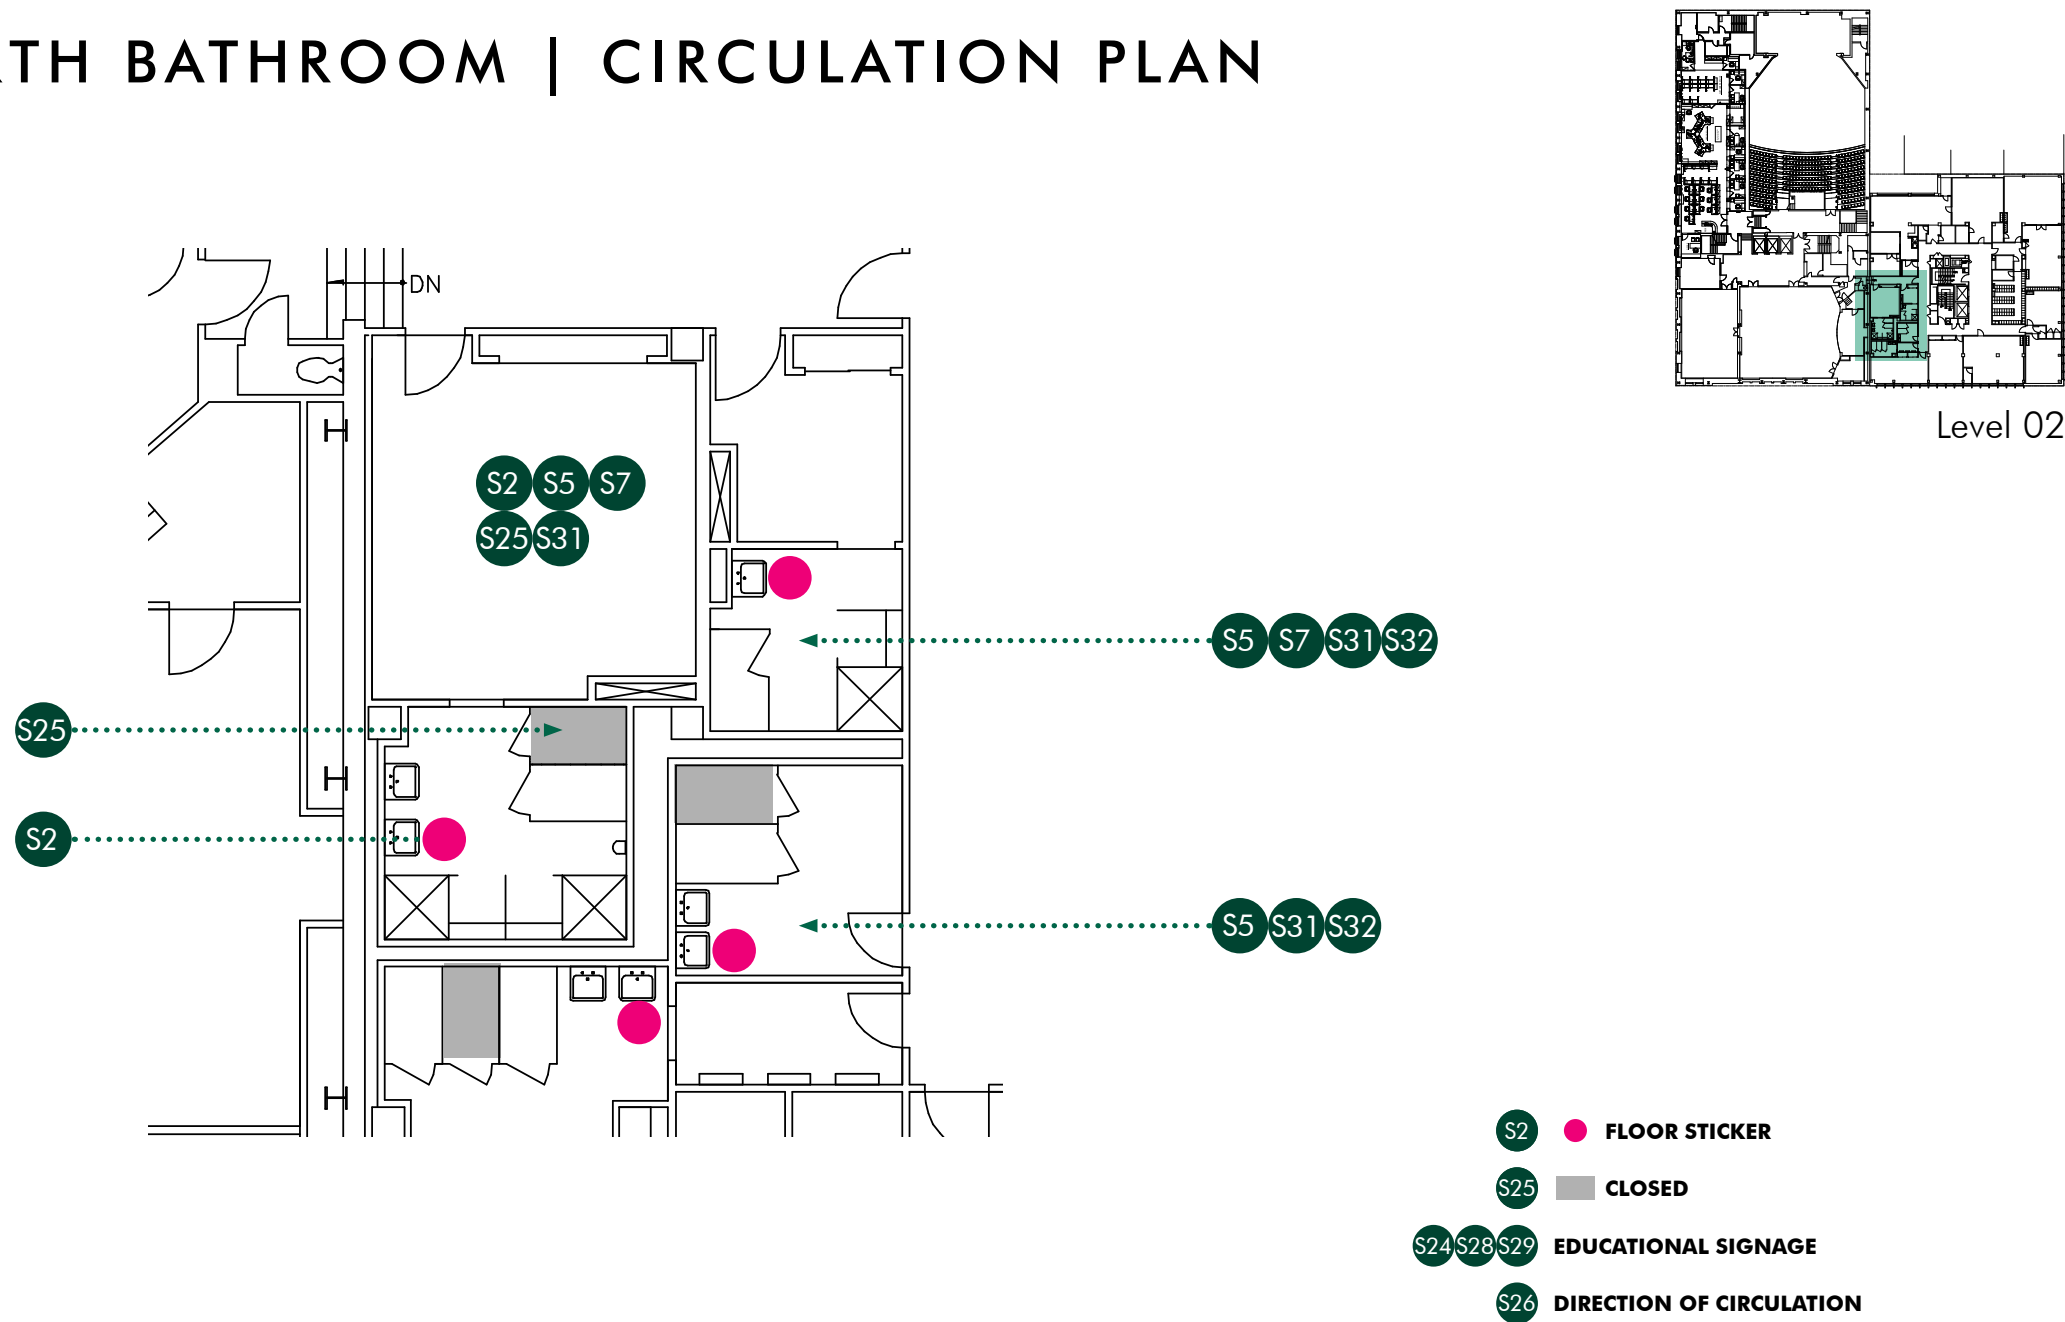 RTH BATHROOM | CIRCULATION PLAN
Level 02
DN
S2 S5 S7
S25 S31
S5 S7 S31 S32
S25
S2
S5 S31 S32
S2 FLOOR STICKER
S25 CLOSED
S24 S28 S29 EDUCATIONAL SIGNAGE
S26 DIRECTION OF CIRCULATION